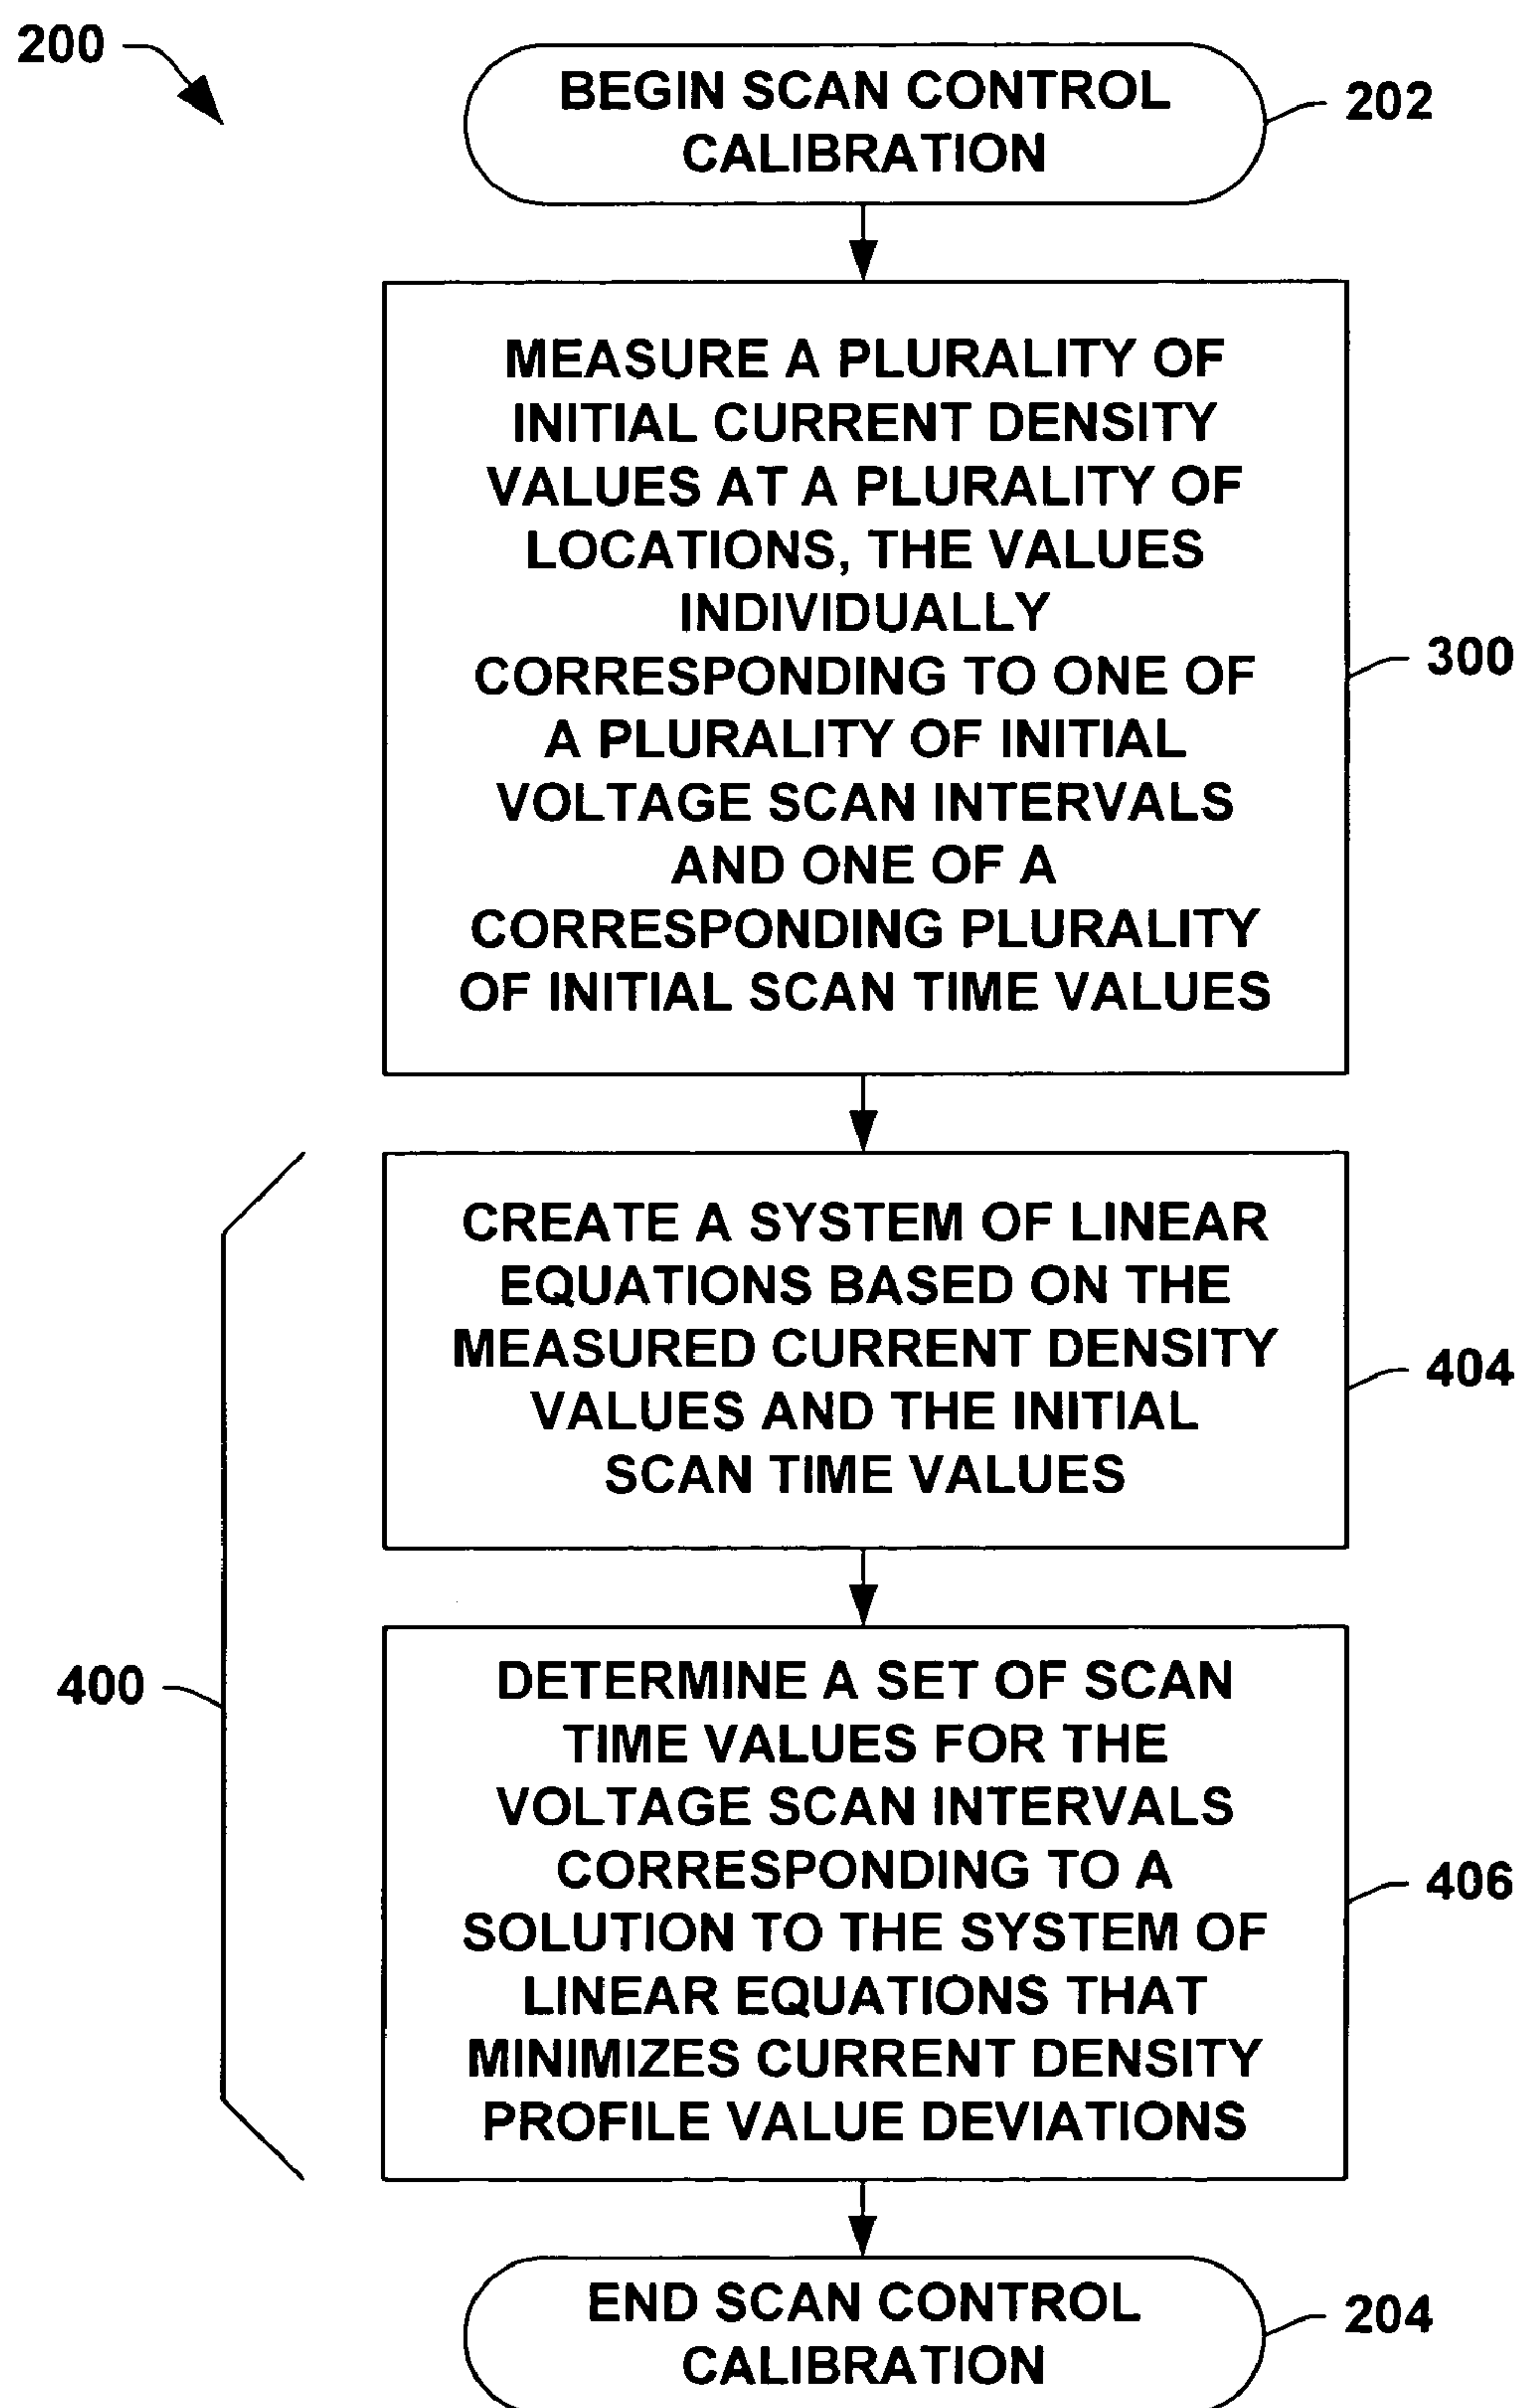 200
BEGIN SCAN CONTROL
CALIBRATION
202
MEASURE A PLURALITY OF
INITIAL CURRENT DENSITY
VALUES AT A PLURALITY OF
LOCATIONS, THE VALUES
INDIVIDUALLY
CORRESPONDING TO ONE OF
A PLURALITY OF INITIAL
VOLTAGE SCAN INTERVALS
AND ONE OF A
CORRESPONDING PLURALITY
OF INITIAL SCAN TIME VALUES
300
CREATE A SYSTEM OF LINEAR
EQUATIONS BASED ON THE
MEASURED CURRENT DENSITY
VALUES AND THE INITIAL
SCAN TIME VALUES
404
400
DETERMINE A SET OF SCAN
TIME VALUES FOR THE
VOLTAGE SCAN INTERVALS
CORRESPONDING TO A
SOLUTION TO THE SYSTEM OF
LINEAR EQUATIONS THAT
MINIMIZES CURRENT DENSITY
PROFILE VALUE DEVIATIONS
406
END SCAN CONTROL
CALIBRATION
204